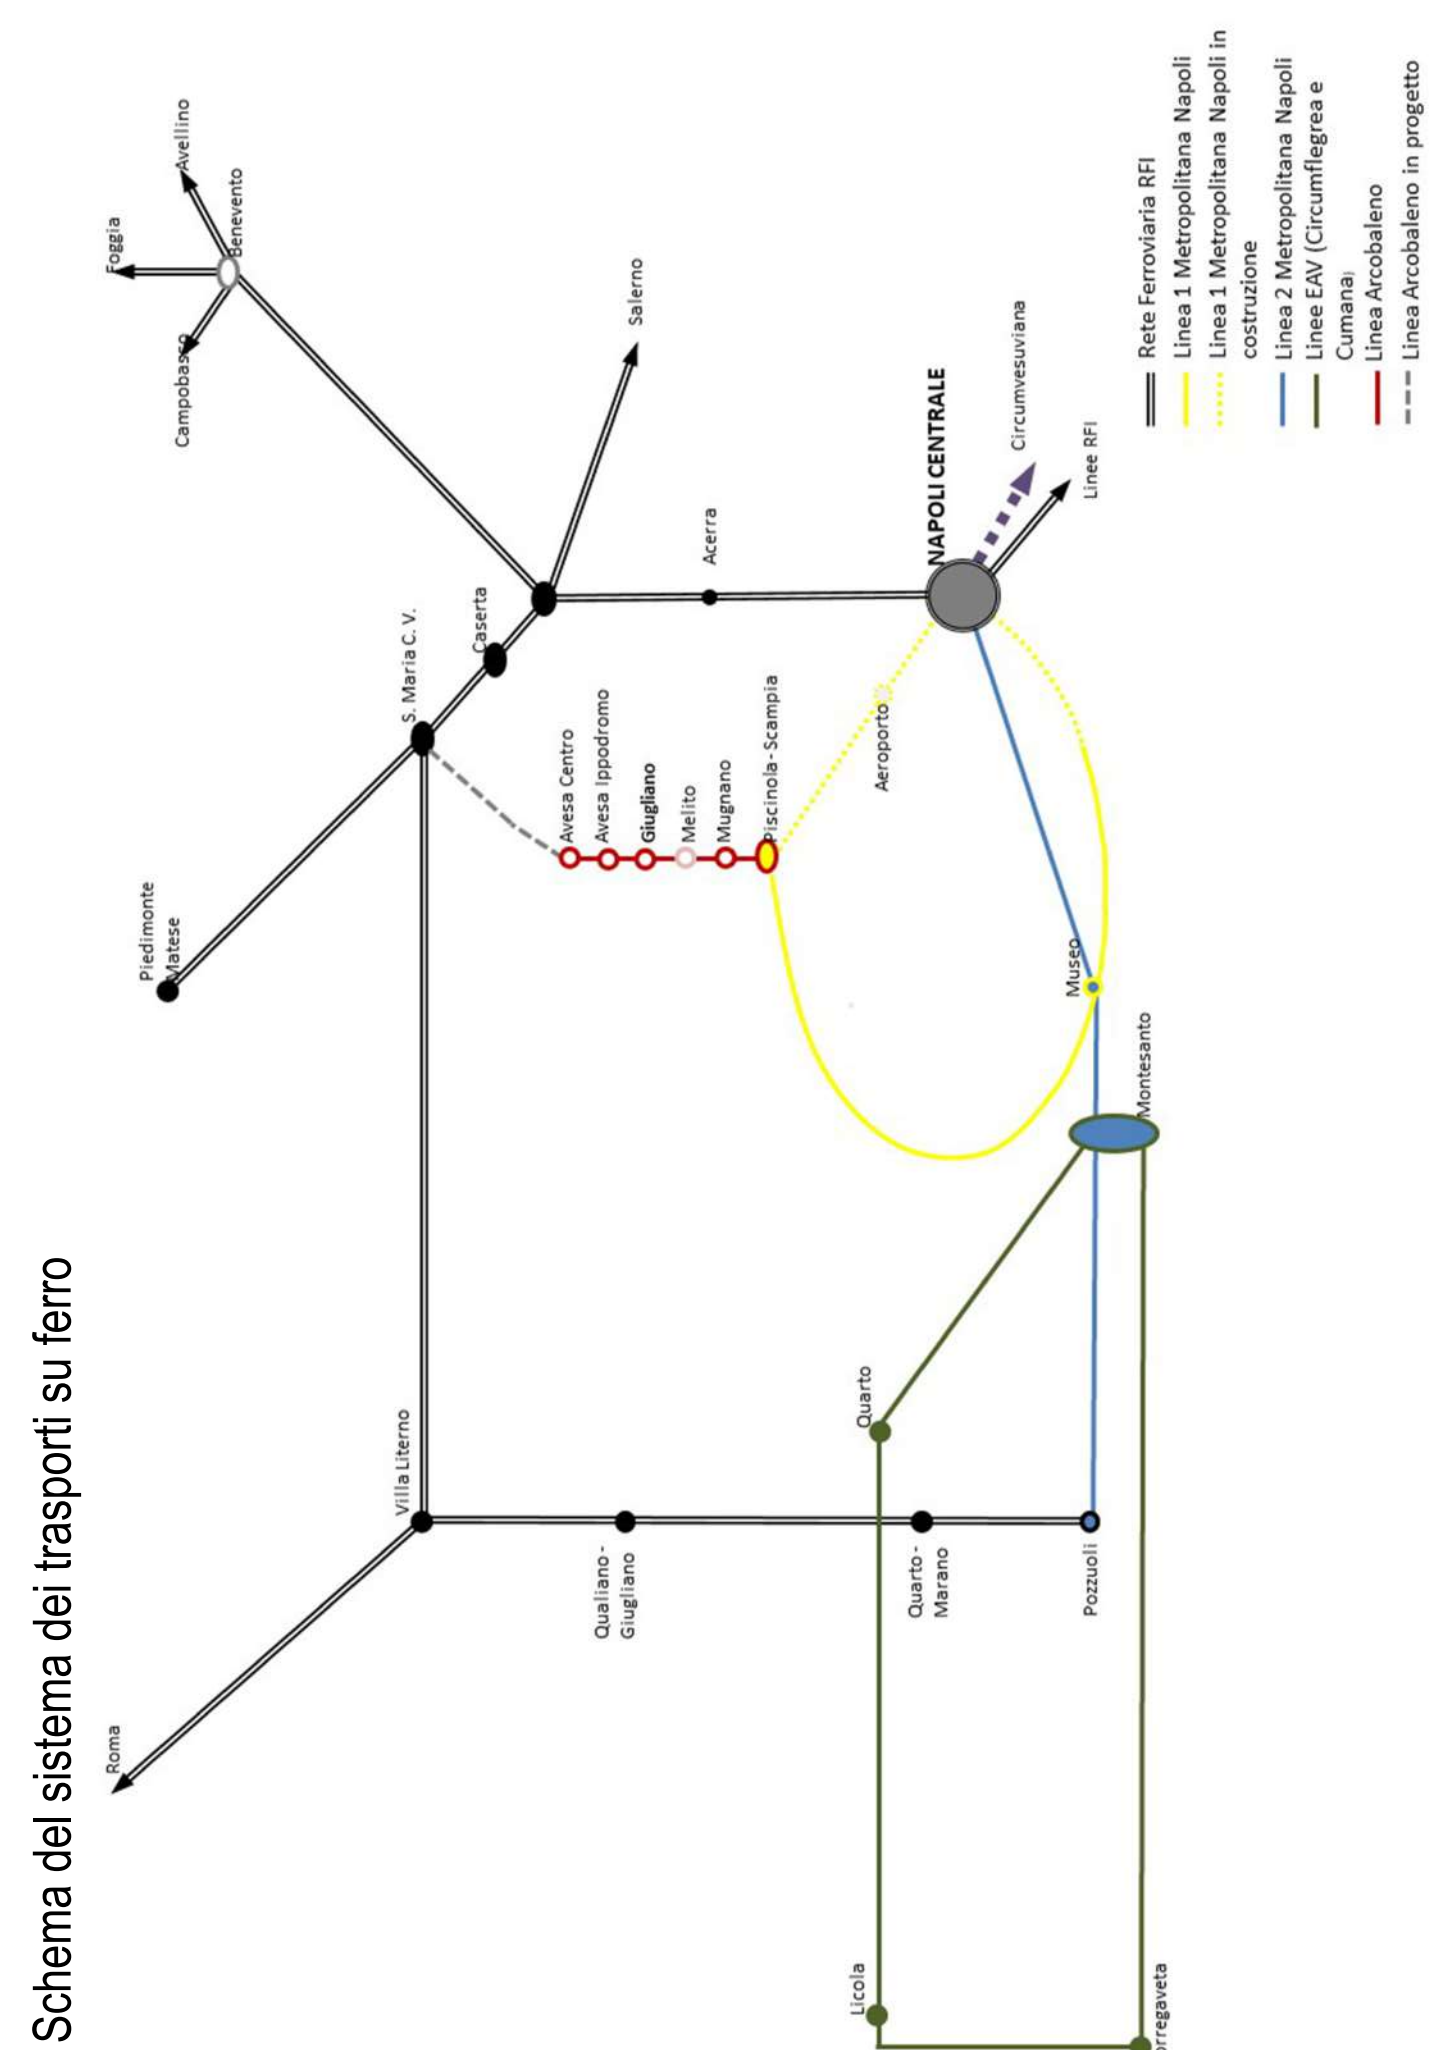 Schema del sistema dei trasporti su ferro
Roma
Piedimonte
Matese
Foggia
Avellino
Campobasso
Benevento
Villa Literno
S. Maria C. V.
Caserta
Salerno
Qualiano -
Giugliano
Avesa Centro
Avesa Ippodromo
Giugliano
Melito
Mugnano
Piscinola - Scampia
Acerra
Licola
Quarto
Aeroporto
NAPOLI CENTRALE
Quarto -
Marano
Circumvesuviana
Museo
Pozzuoli
Linee RFI
Montesanto
orregaveta
Rete Ferroviaria RFI
Linea 1 Metropolitana Napoli
Linea 1 Metropolitana Napoli in
costruzione
Linea 2 Metropolitana Napoli
Linee EAV (Circumflegrea e
Cumana)
Linea Arcobaleno
Linea Arcobaleno in progetto